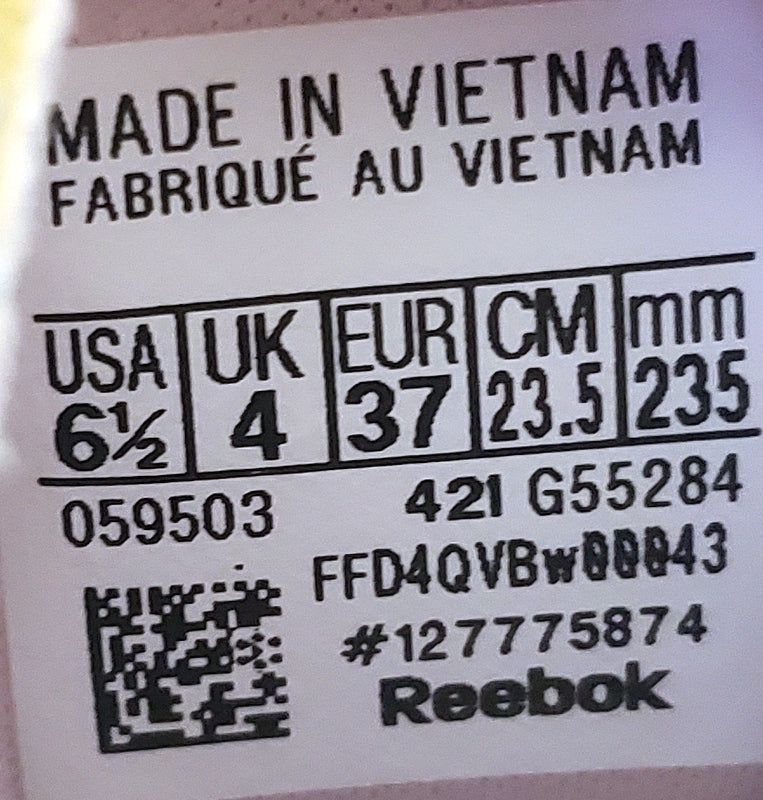 MADE IN VIETNAM
FABRIQUÉ AU VIETNAM
USA UK EUR CM mm
6½ 4 37 23.5 235
059503 421 G55284
FFD4QVBw00043
#127775874
Reebok